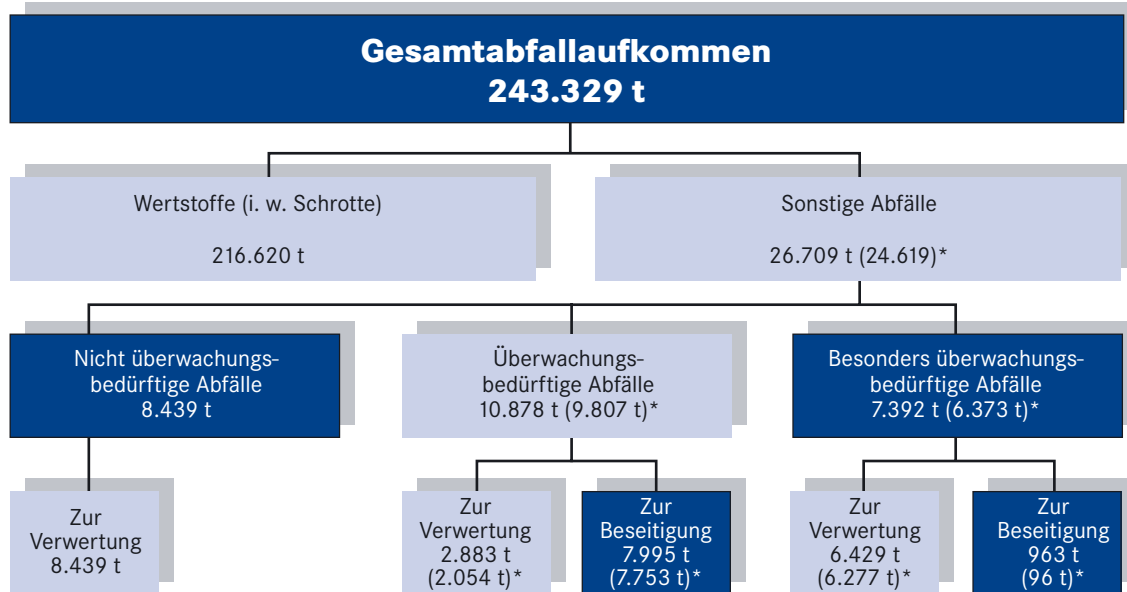 Gesamtabfallaufkommen
243.329 t
Wertstoffe (i. w. Schrotte)
216.620 t
Sonstige Abfälle
26.709 t (24.619)*
Nicht überwachungs-
bedürftige Abfälle
8.439 t
Überwachungs-
bedürftige Abfälle
10.878 t (9.807 t)*
Besonders überwachungs-
bedürftige Abfälle
7.392 t (6.373 t)*
Zur
Verwertung
8.439 t
Zur
Verwertung
2.883 t
(2.054 t)*
Zur
Beseitigung
7.995 t
(7.753 t)*
Zur
Verwertung
6.429 t
(6.277 t)*
Zur
Beseitigung
963 t
(96 t)*